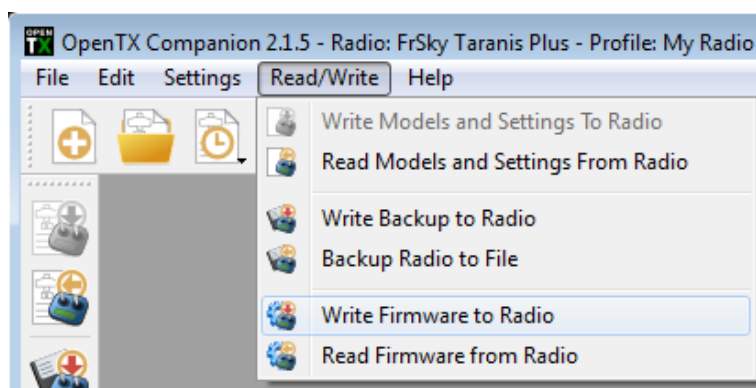 OPEN
TX
OpenTX Companion 2.1.5 - Radio: FrSky Taranis Plus - Profile: My Radio
File Edit Settings Read/Write Help
Write Models and Settings To Radio
Read Models and Settings From Radio
Write Backup to Radio
Backup Radio to File
Write Firmware to Radio
Read Firmware from Radio